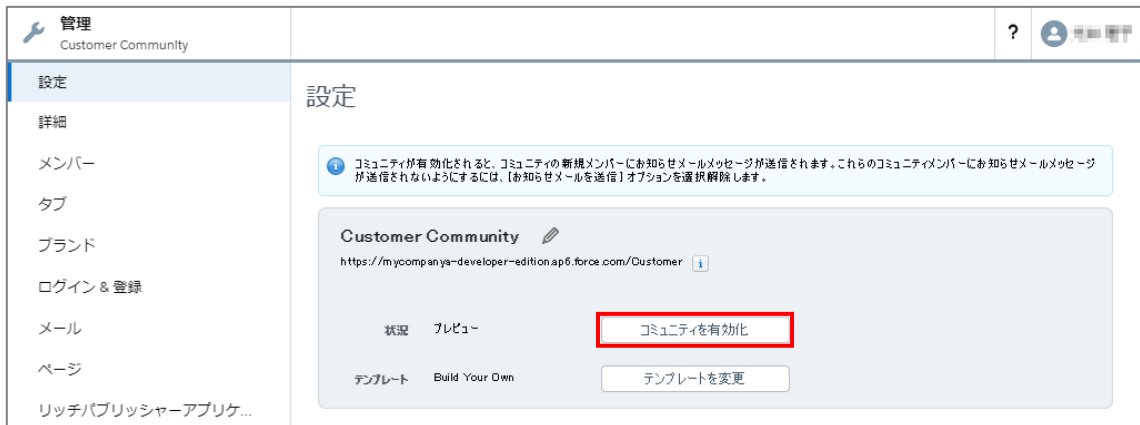 管理
Customer Community
?
設定
詳細
メンバー
タブ
ブランド
ログイン & 登録
メール
ページ
リッチパブリッシャーアプリケ...
設定
コミュニティが有効化されると、コミュニティの新規メンバーにお知らせメールメッセージが送信されます。これらのコミュニティメンバーにお知らせメールメッセージ
が送信されないようにするには、[お知らせメールを送信] オプションを選択解除します。
Customer Community
https://mycompanya-developer-edition.ap6.force.com/Customer
状況 プレビュー コミュニティを有効化
テンプレート Build Your Own テンプレートを変更